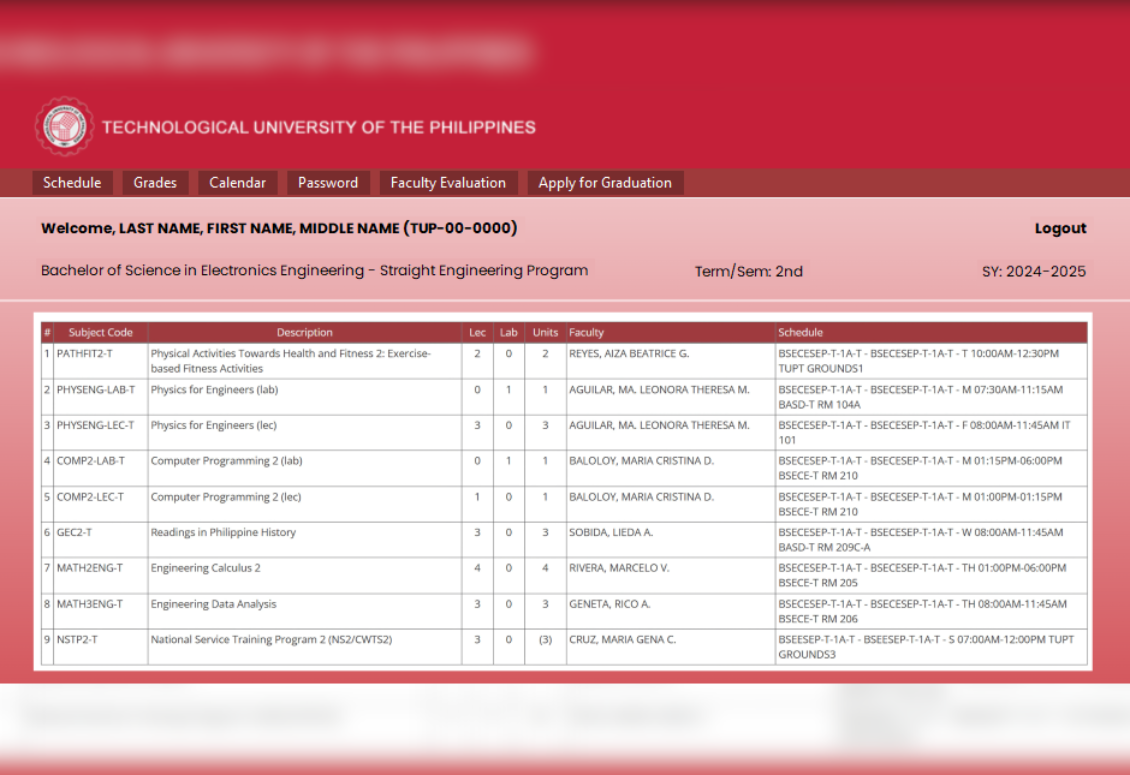 TECHNOLOGICAL UNIVERSITY OF THE PHILIPPINES
Schedule Grades Calendar Password Faculty Evaluation Apply for Graduation
Welcome, LAST NAME, FIRST NAME, MIDDLE NAME (TUP-00-0000) Logout
Bachelor of Science in Electronics Engineering - Straight Engineering Program Term/Sem: 2nd SY: 2024-2025
# Subject Code Description Lec Lab Units Faculty Schedule
1 PATHFIT2-T Physical Activities Towards Health and Fitness 2: Exercise- 2 0 2 REYES, AIZA BEATRICE G. BSECESEP-T-1A-T - BSECESEP-T-1A-T - T 10:00AM-12:30PM
based Fitness Activities TUPT GROUNDS1
2 PHYSENG-LAB-T Physics for Engineers (lab) 0 1 1 AGUILAR, MA. LEONORA THERESA M. BSECESEP-T-1A-T - BSECESEP-T-1A-T - M 07:30AM-11:15AM
BASD-T RM 104A
3 PHYSENG-LEC-T Physics for Engineers (lec) 3 0 3 AGUILAR, MA. LEONORA THERESA M. BSECESEP-T-1A-T - BSECESEP-T-1A-T - F 08:00AM-11:45AM IT
101
4 COMP2-LAB-T Computer Programming 2 (lab) 0 1 1 BALOLOY, MARIA CRISTINA D. BSECESEP-T-1A-T - BSECESEP-T-1A-T - M 01:15PM-06:00PM
BSECE-T RM 210
5 COMP2-LEC-T Computer Programming 2 (lec) 1 0 1 BALOLOY, MARIA CRISTINA D. BSECESEP-T-1A-T - BSECESEP-T-1A-T - M 01:00PM-01:15PM
BSECE-T RM 210
6 GEC2-T Readings in Philippine History 3 0 3 SOBIDA, LIEDA A. BSECESEP-T-1A-T - BSECESEP-T-1A-T - W 08:00AM-11:45AM
BASD-T RM 209C-A
7 MATH2ENG-T Engineering Calculus 2 4 0 4 RIVERA, MARCELO V. BSECESEP-T-1A-T - BSECESEP-T-1A-T - TH 01:00PM-06:00PM
BSECE-T RM 205
8 MATH3ENG-T Engineering Data Analysis 3 0 3 GENETA, RICO A. BSECESEP-T-1A-T - BSECESEP-T-1A-T - TH 08:00AM-11:45AM
BSECE-T RM 206
9 NSTP2-T National Service Training Program 2 (NS2/CWTS2) 3 0 (3) CRUZ, MARIA GENA C. BSEESEP-T-1A-T - BSEESEP-T-1A-T - S 07:00AM-12:00PM TUPT
GROUNDS3